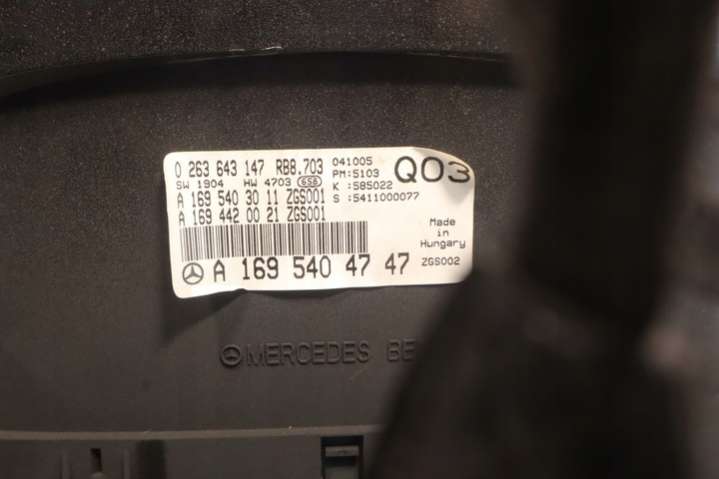 0 263 643 147 RB8.703 041005 Q03
SW 1904 HW 4703 658 PM:5103
K :585022
A 169 540 30 11 ZGS001 S :5411000077
A 169 442 00 21 ZGS001
Made
in
Hungary
A 169 540 47 47 ZGS002
MERCEDES BE